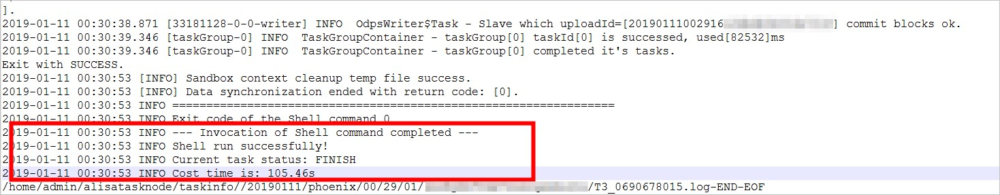 ].
2019-01-11 00:30:38.871 [33181128-0-0-writer] INFO  OdpsWriter$Task - Slave which uploadId=[20190111002916 ] commit blocks ok.
2019-01-11 00:30:39.346 [taskGroup-0] INFO  TaskGroupContainer - taskGroup[0] taskId[0] is successed, used[82532]ms
2019-01-11 00:30:39.346 [taskGroup-0] INFO  TaskGroupContainer - taskGroup[0] completed it's tasks.
Exit with SUCCESS.
2019-01-11 00:30:53 [INFO] Sandbox context cleanup temp file success.
2019-01-11 00:30:53 [INFO] Data synchronization ended with return code: [0].
2019-01-11 00:30:53 INFO =================================================================
2019-01-11 00:30:53 INFO Exit code of the Shell command 0
2019-01-11 00:30:53 INFO --- Invocation of Shell command completed ---
2019-01-11 00:30:53 INFO Shell run successfully!
2019-01-11 00:30:53 INFO Current task status: FINISH
2019-01-11 00:30:53 INFO Cost time is: 105.46s
/home/admin/alisatasknode/taskinfo//20190111/phoenix/00/29/01/ /T3_0690678015.log-END-EOF